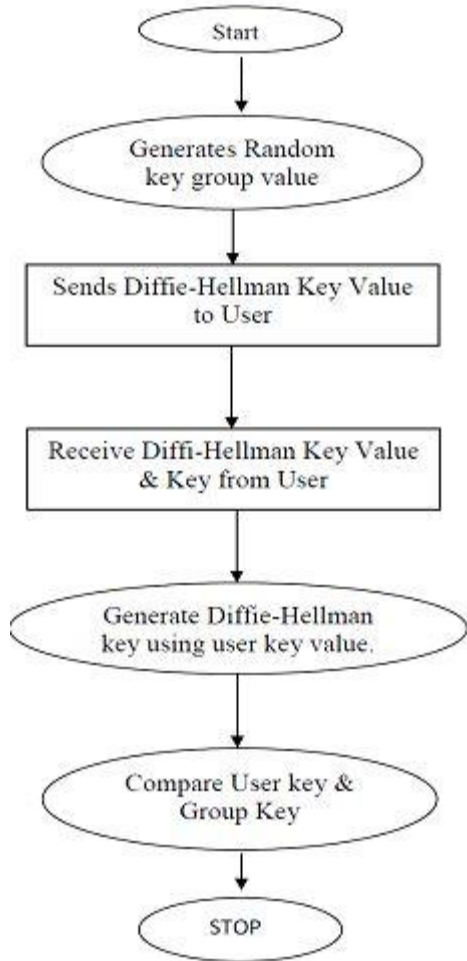 Start
Generates Random
key group value
Sends Diffie-Hellman Key Value
to User
Receive Diffi-Hellman Key Value
& Key from User
Generate Diffie-Hellman
key using user key value.
Compare User key &
Group Key
STOP